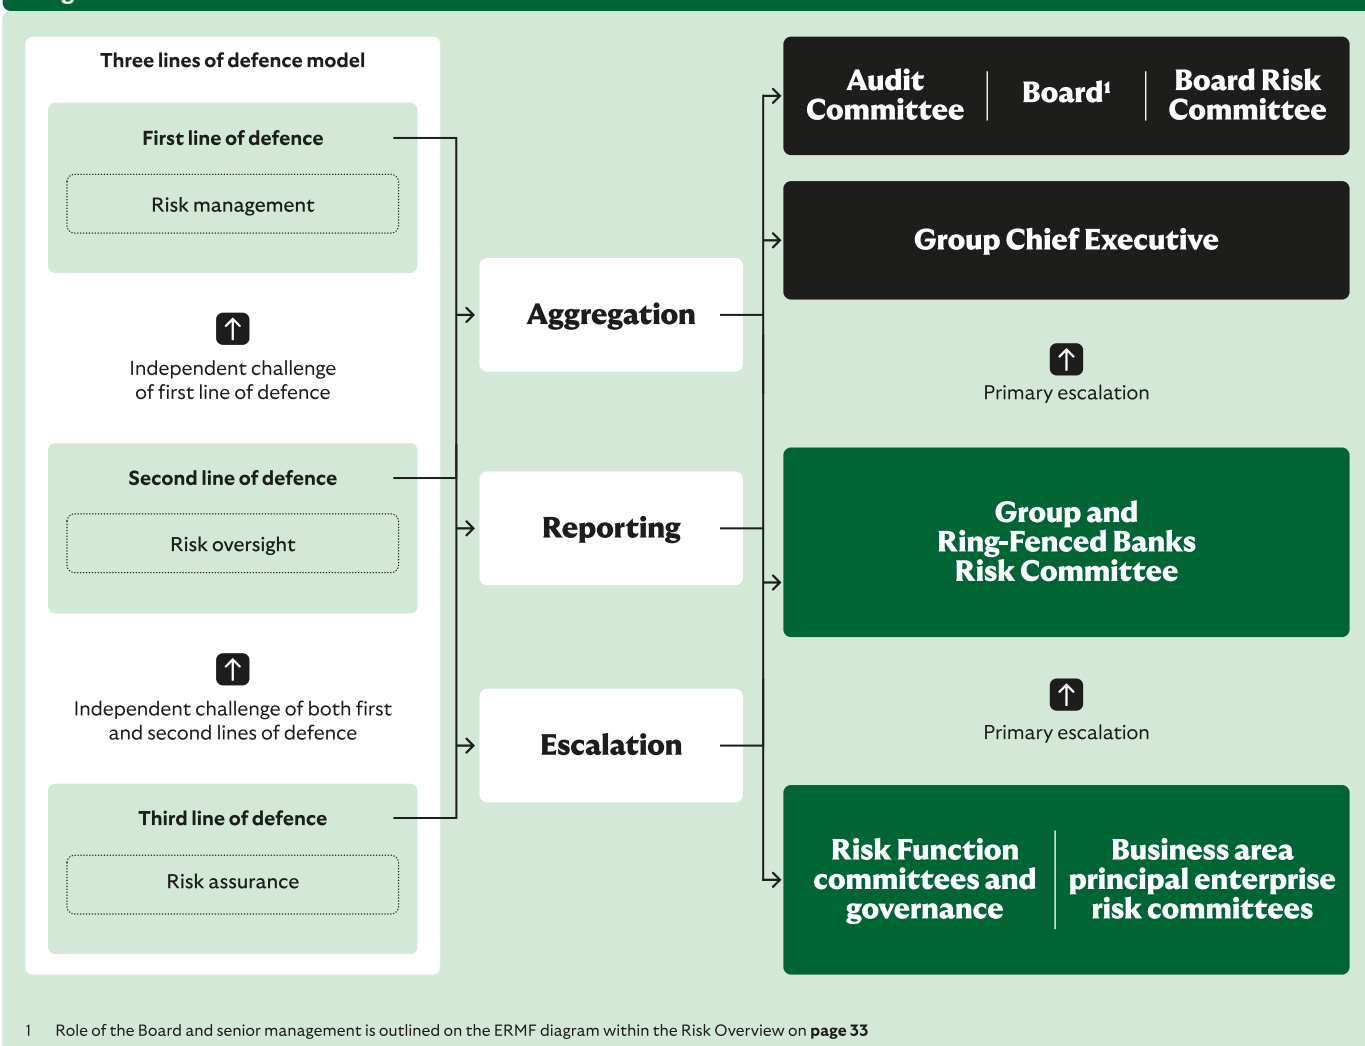 Three lines of defence model
First line of defence
Risk management
Independent challenge
of first line of defence
Second line of defence
Risk oversight
Independent challenge of both first
and second lines of defence
Third line of defence
Risk assurance
Aggregation
Reporting
Escalation
Audit
Committee
Board¹
Board Risk
Committee
Group Chief Executive
Primary escalation
Group and
Ring-Fenced Banks
Risk Committee
Primary escalation
Risk Function
committees and
governance
Business area
principal enterprise
risk committees
1 Role of the Board and senior management is outlined on the ERMF diagram within the Risk Overview on page 33